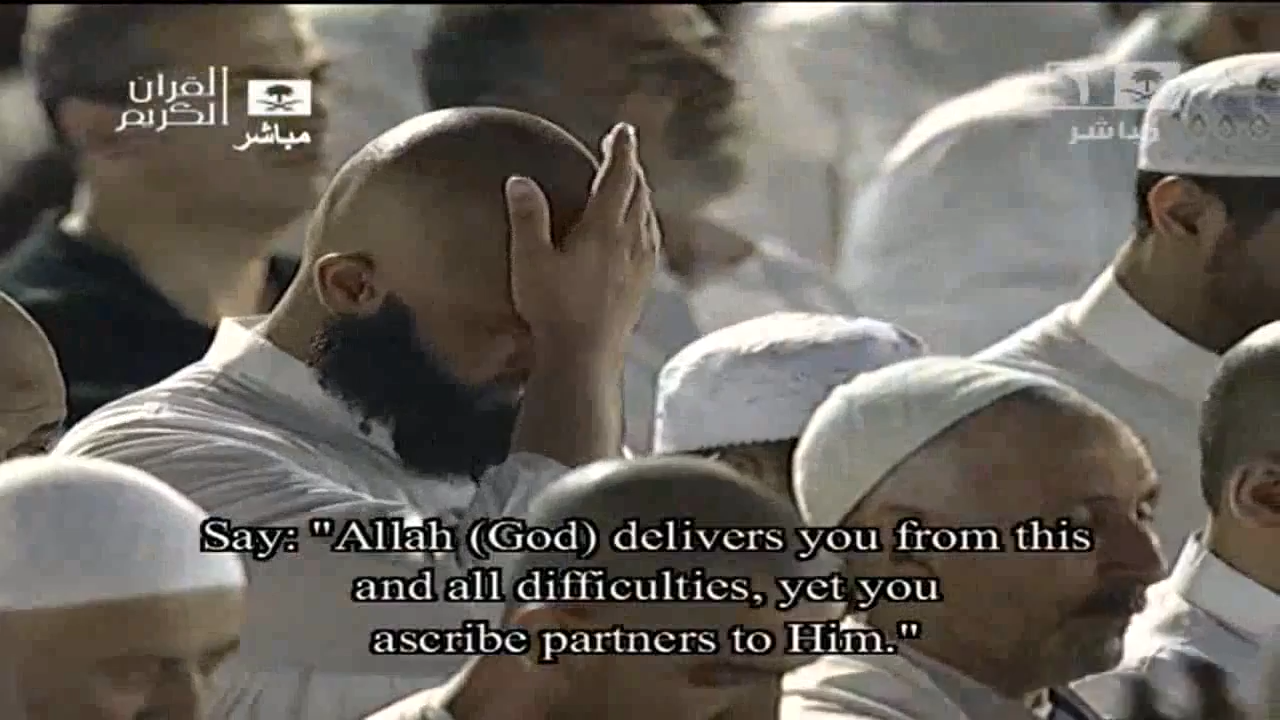 القرآن
الكريم
مباشر
مباشر
Say: "Allah (God) delivers you from this
and all difficulties, yet you
ascribe partners to Him."